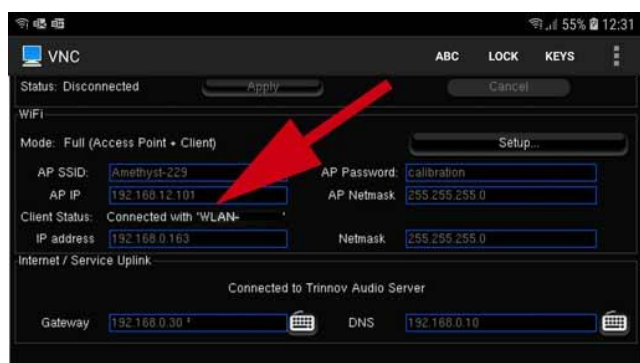 55% 12:31
VNC ABC LOCK KEYS
Status: Disconnected Apply Cancel
WiFi
Mode: Full (Access Point + Client) Setup...
AP SSID: Amethyst-229 AP Password: calibration
AP IP 192.168.12.101 AP Netmask 255.255.255.0
Client Status: Connected with 'WLAN- '
IP address 192.168.0.163 Netmask 255.255.255.0
Internet / Service Uplink
Connected to Trinnov Audio Server
Gateway 192.168.0.30 DNS 192.168.0.10